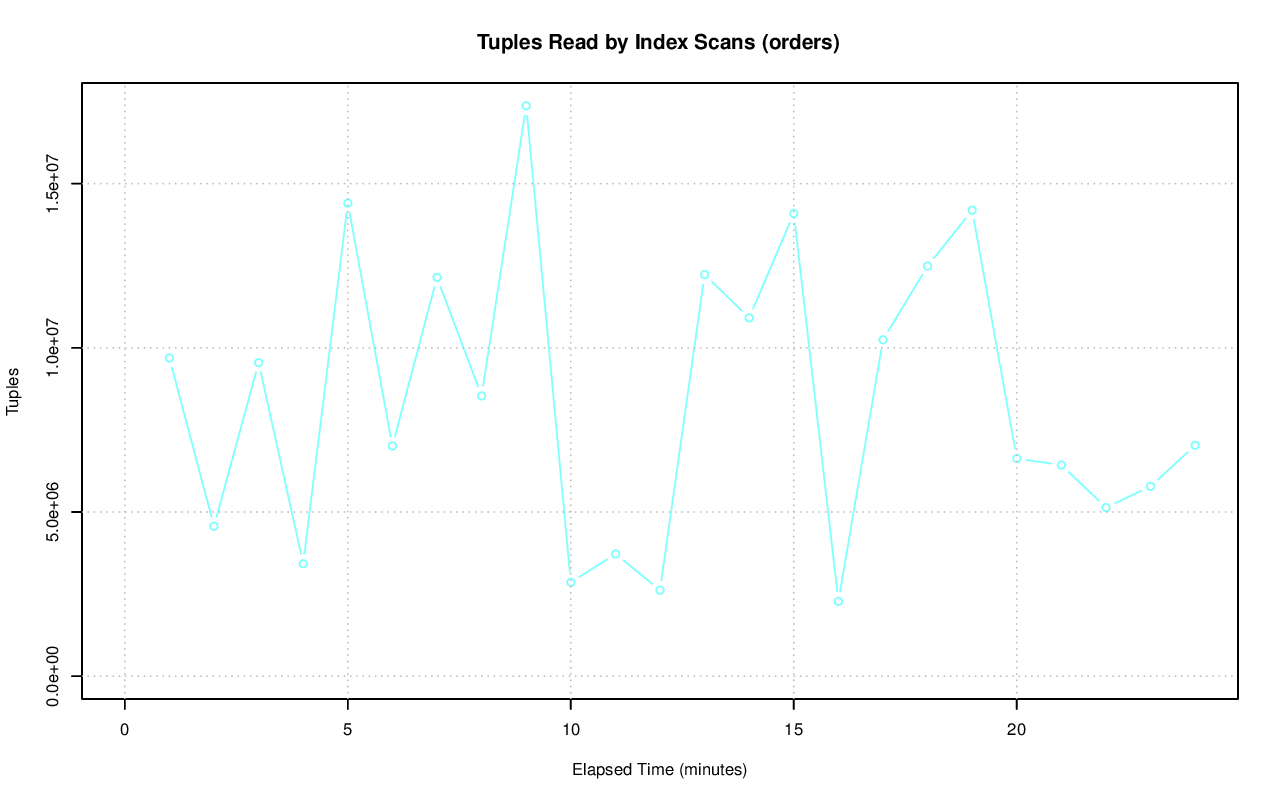 Tuples Read by Index Scans (orders)
Tuples
1.5e+07
1.0e+07
5.0e+06
0.0e+00
0 5 10 15 20
Elapsed Time (minutes)